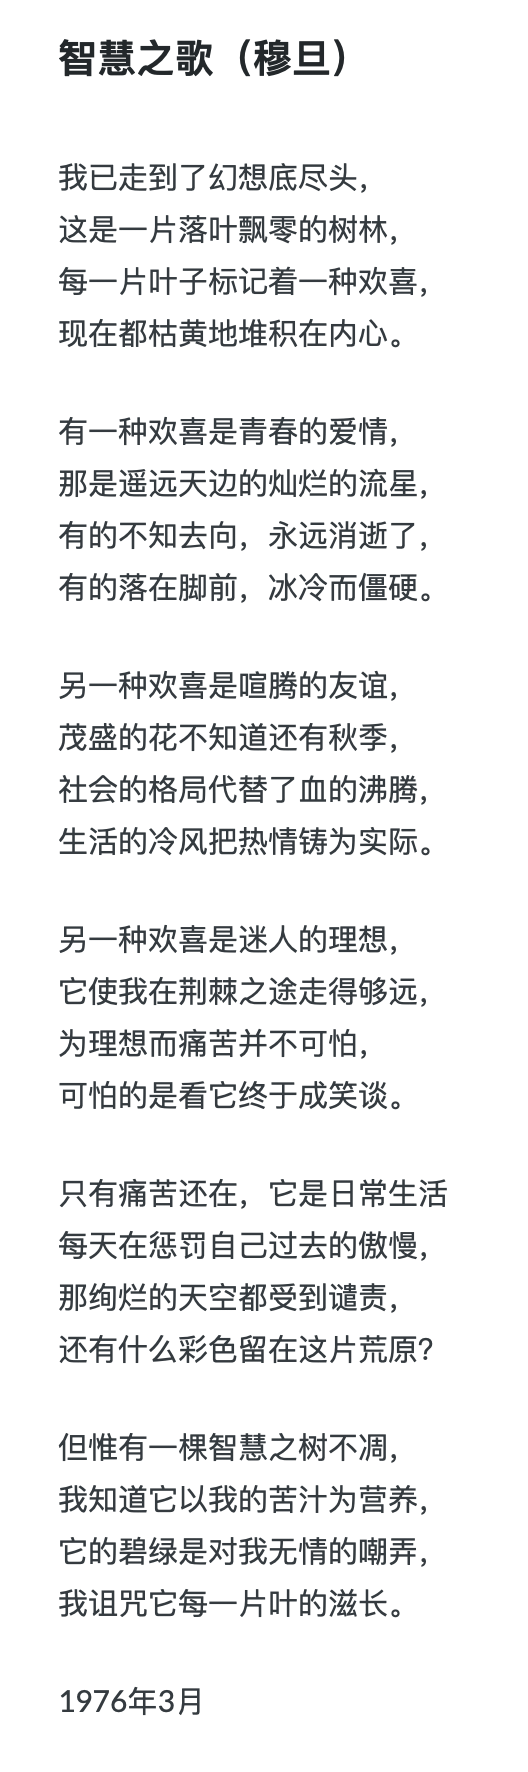 智慧之歌（穆旦）
我已走到了幻想底尽头，
这是一片落叶飘零的树林，
每一片叶子标记着一种欢喜，
现在都枯黄地堆积在内心。
有一种欢喜是青春的爱情，
那是遥远天边的灿烂的流星，
有的不知去向，永远消逝了，
有的落在脚前，冰冷而僵硬。
另一种欢喜是喧腾的友谊，
茂盛的花不知道还有秋季，
社会的格局代替了血的沸腾，
生活的冷风把热情铸为实际。
另一种欢喜是迷人的理想，
它使我在荆棘之途走得够远，
为理想而痛苦并不可怕，
可怕的是看它终于成笑谈。
只有痛苦还在，它是日常生活
每天在惩罚自己过去的傲慢，
那绚烂的天空都受到谴责，
还有什么彩色留在这片荒原？
但惟有一棵智慧之树不凋，
我知道它以我的苦汁为营养，
它的碧绿是对我无情的嘲弄，
我诅咒它每一片叶的滋长。
1976年3月